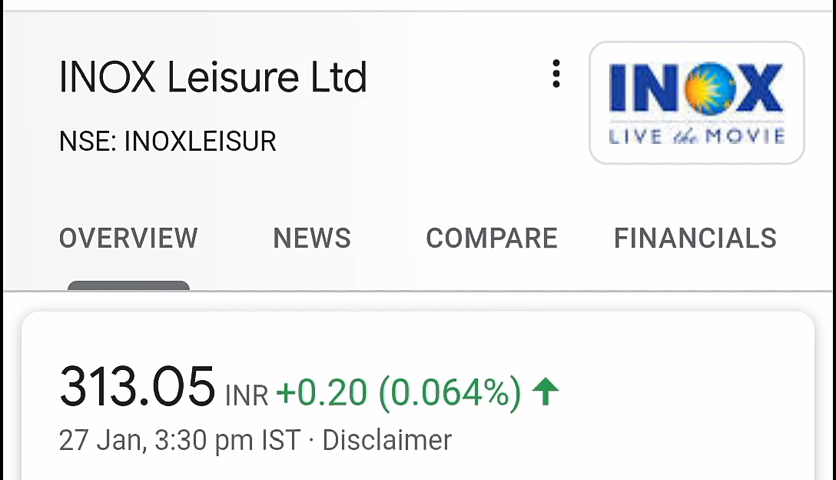 INOX Leisure Ltd
INOX
LIVE the MOVIE
NSE: INOXLEISUR
OVERVIEW NEWS COMPARE FINANCIALS
313.05 INR +0.20 (0.064%) ↑
27 Jan, 3:30 pm IST · Disclaimer